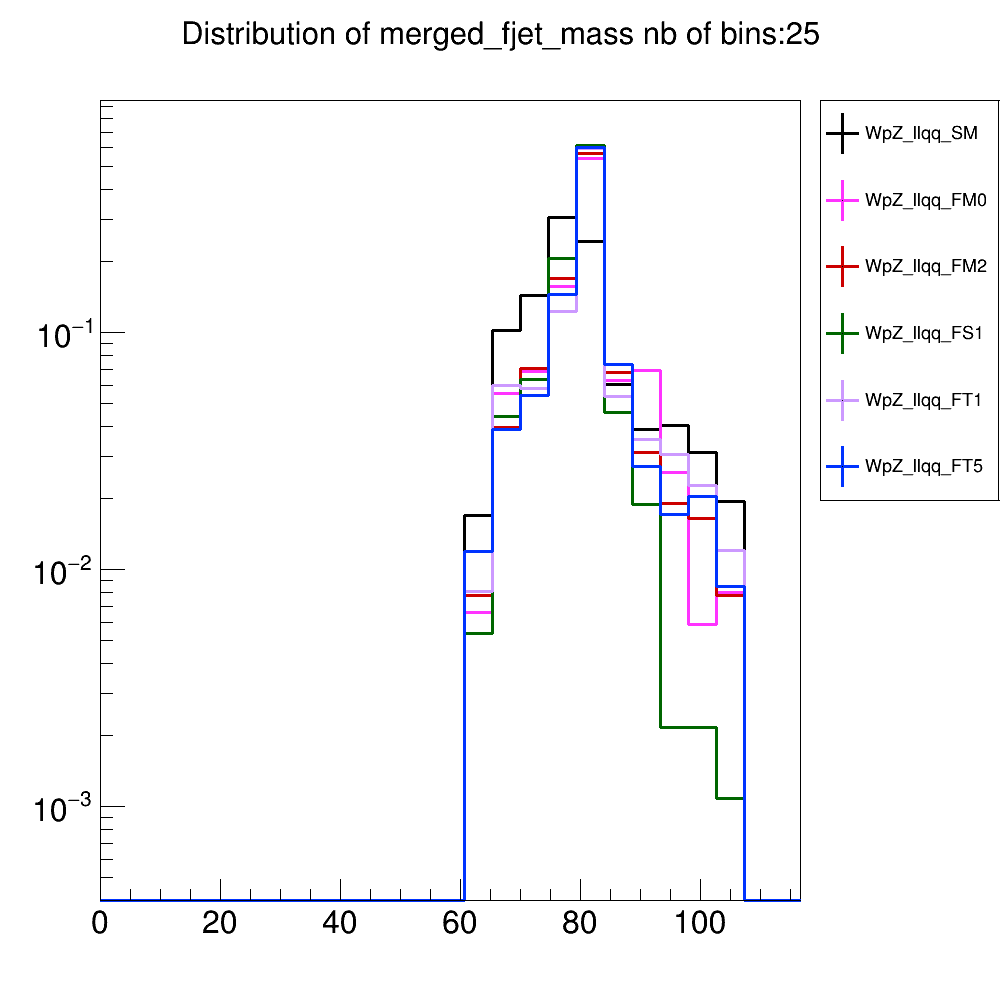 Distribution of merged_fjet_mass nb of bins:25
WpZ_llqq_SM
WpZ_llqq_FM0
WpZ_llqq_FM2
WpZ_llqq_FS1
WpZ_llqq_FT1
WpZ_llqq_FT5
10⁻¹
10⁻²
10⁻³
0 20 40 60 80 100